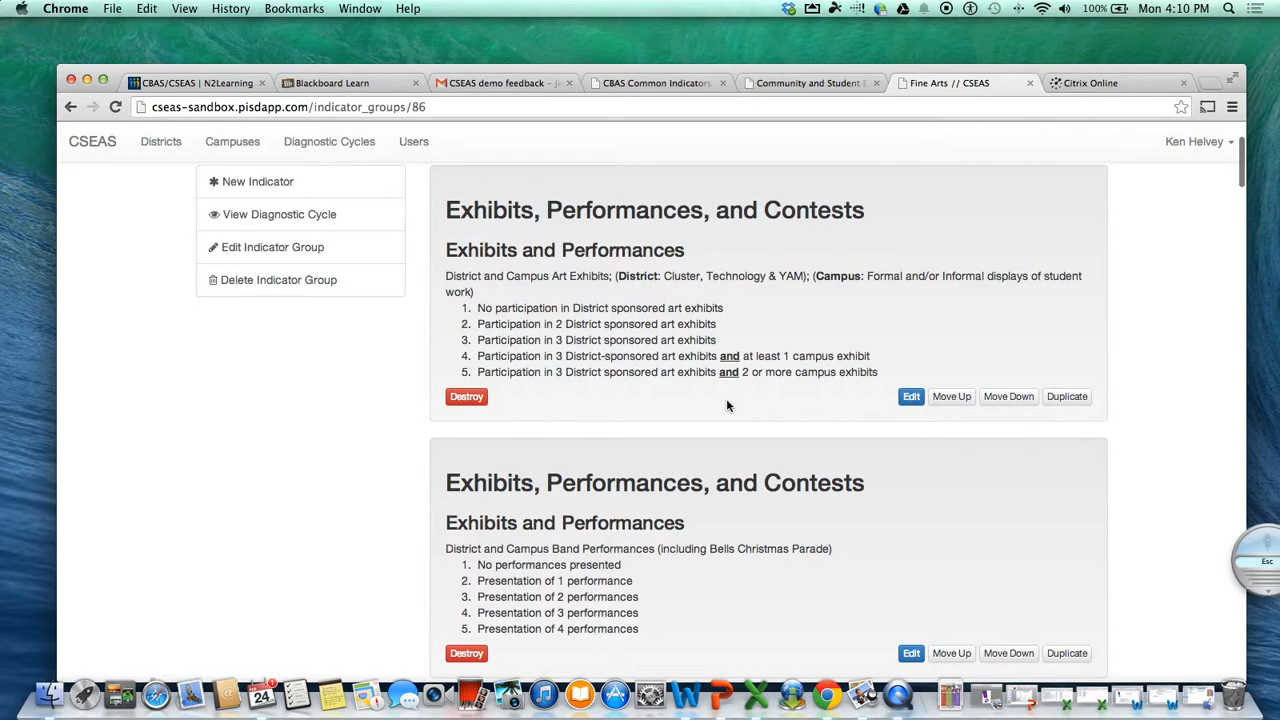 Chrome File Edit View History Bookmarks Window Help 100% Mon 4:10 PM
CBAS/CSEAS | N2Learning Blackboard Learn CSEAS demo feedback – CBAS Common Indicators Community and Student E Fine Arts // CSEAS Citrix Online
cseas-sandbox.pisdapp.com/indicator_groups/86
CSEAS Districts Campuses Diagnostic Cycles Users Ken Helvey
New Indicator
View Diagnostic Cycle
Edit Indicator Group
Delete Indicator Group
Exhibits, Performances, and Contests
Exhibits and Performances
District and Campus Art Exhibits; (District: Cluster, Technology & YAM); (Campus: Formal and/or Informal displays of student
work)
1. No participation in District sponsored art exhibits
2. Participation in 2 District sponsored art exhibits
3. Participation in 3 District sponsored art exhibits
4. Participation in 3 District-sponsored art exhibits and at least 1 campus exhibit
5. Participation in 3 District sponsored art exhibits and 2 or more campus exhibits
Destroy Edit Move Up Move Down Duplicate
Exhibits, Performances, and Contests
Exhibits and Performances
District and Campus Band Performances (including Bells Christmas Parade)
1. No performances presented
2. Presentation of 1 performance
3. Presentation of 2 performances
4. Presentation of 3 performances
5. Presentation of 4 performances
Destroy Edit Move Up Move Down Duplicate
Esc
24
1